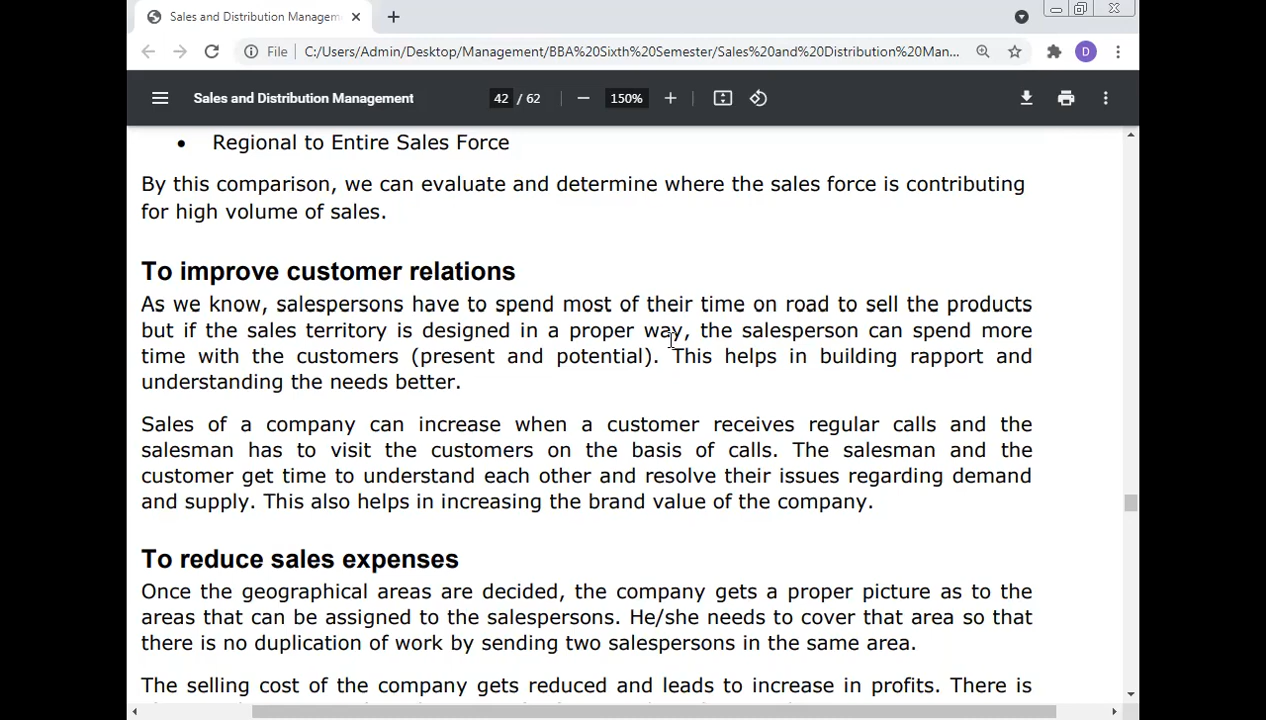 Sales and Distribution Managem
File C:/Users/Admin/Desktop/Management/BBA%20Sixth%20Semester/Sales%20and%20Distribution%20Man... D
Sales and Distribution Management 42 / 62 150%
• Regional to Entire Sales Force
By this comparison, we can evaluate and determine where the sales force is contributing
for high volume of sales.
To improve customer relations
As we know, salespersons have to spend most of their time on road to sell the products
but if the sales territory is designed in a proper way, the salesperson can spend more
time with the customers (present and potential). This helps in building rapport and
understanding the needs better.
Sales of a company can increase when a customer receives regular calls and the
salesman has to visit the customers on the basis of calls. The salesman and the
customer get time to understand each other and resolve their issues regarding demand
and supply. This also helps in increasing the brand value of the company.
To reduce sales expenses
Once the geographical areas are decided, the company gets a proper picture as to the
areas that can be assigned to the salespersons. He/she needs to cover that area so that
there is no duplication of work by sending two salespersons in the same area.
The selling cost of the company gets reduced and leads to increase in profits. There is